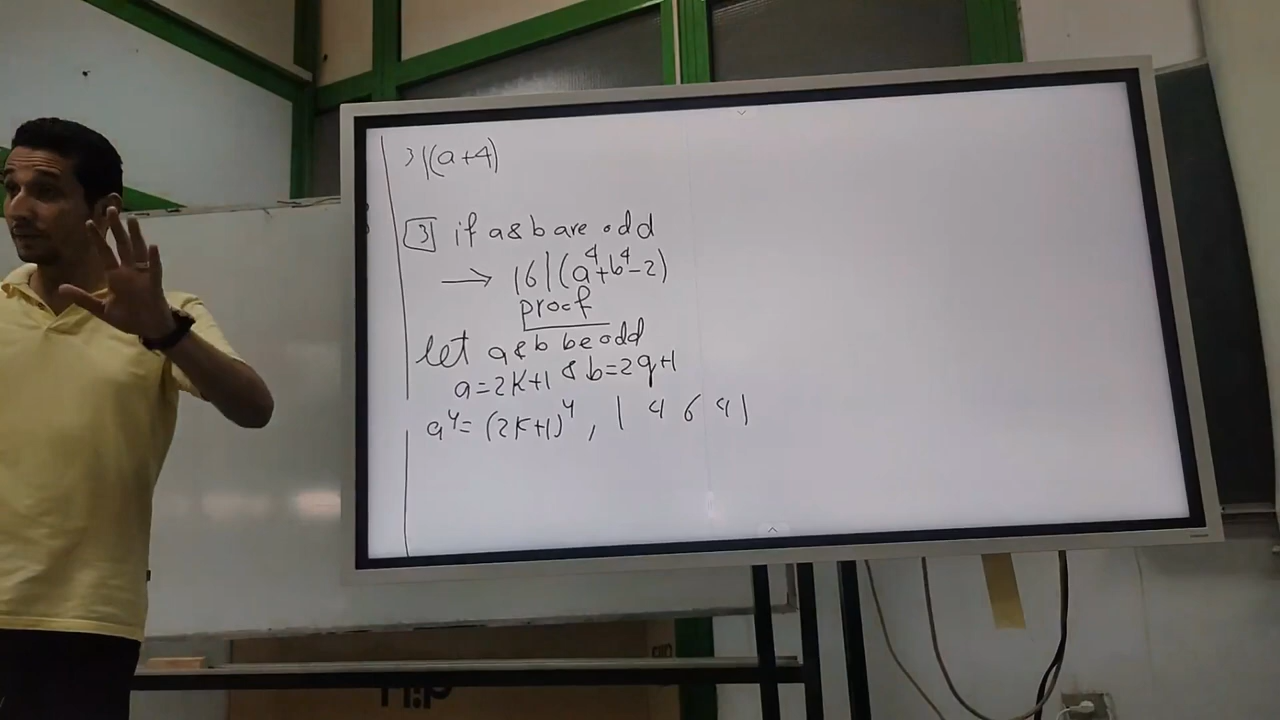 3|(a+4)
3 if a & b are odd
→ 16|(a⁴+b⁴-2)
proof
let a & b be odd
a=2K+1 & b=2q+1
a⁴=(2K+1)⁴, 1 4 6 4 1